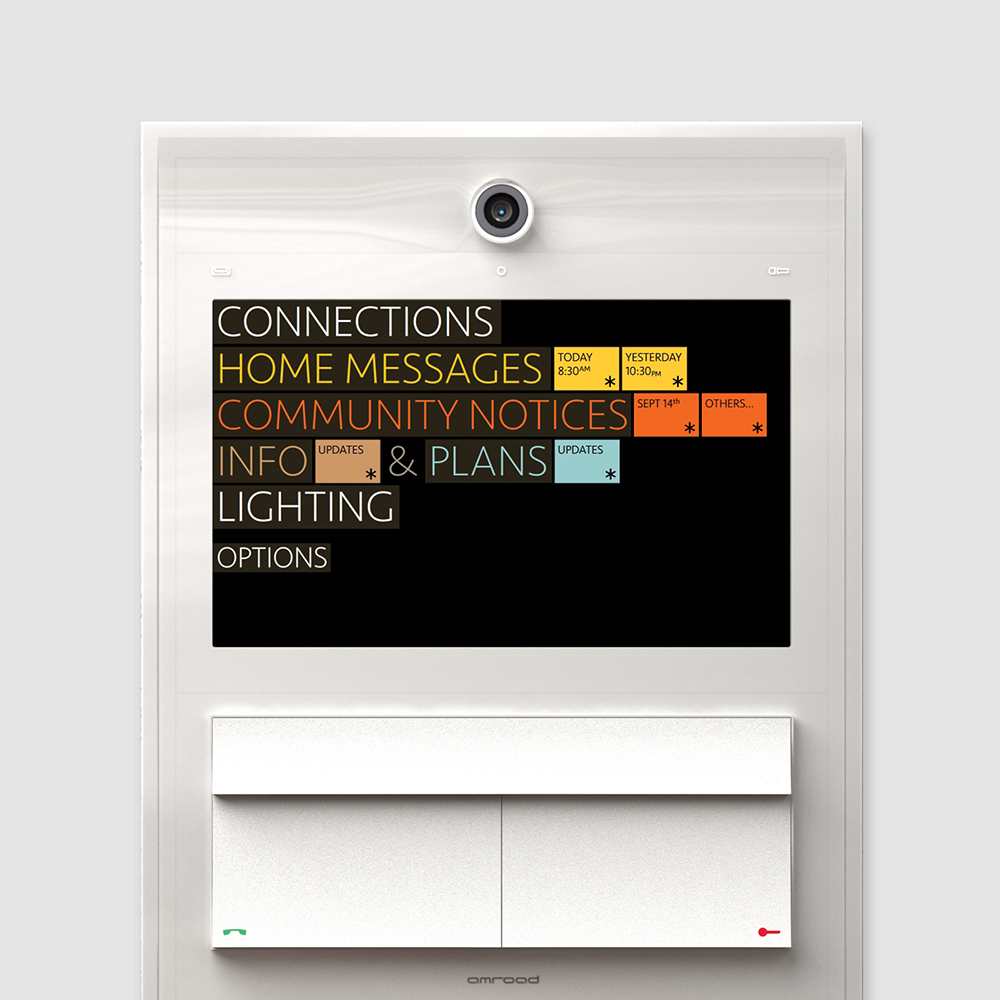 CONNECTIONS
HOME MESSAGES TODAY 8:30AM * YESTERDAY 10:30PM *
COMMUNITY NOTICES SEPT 14th * OTHERS... *
INFO UPDATES * & PLANS UPDATES *
LIGHTING
OPTIONS
amroad